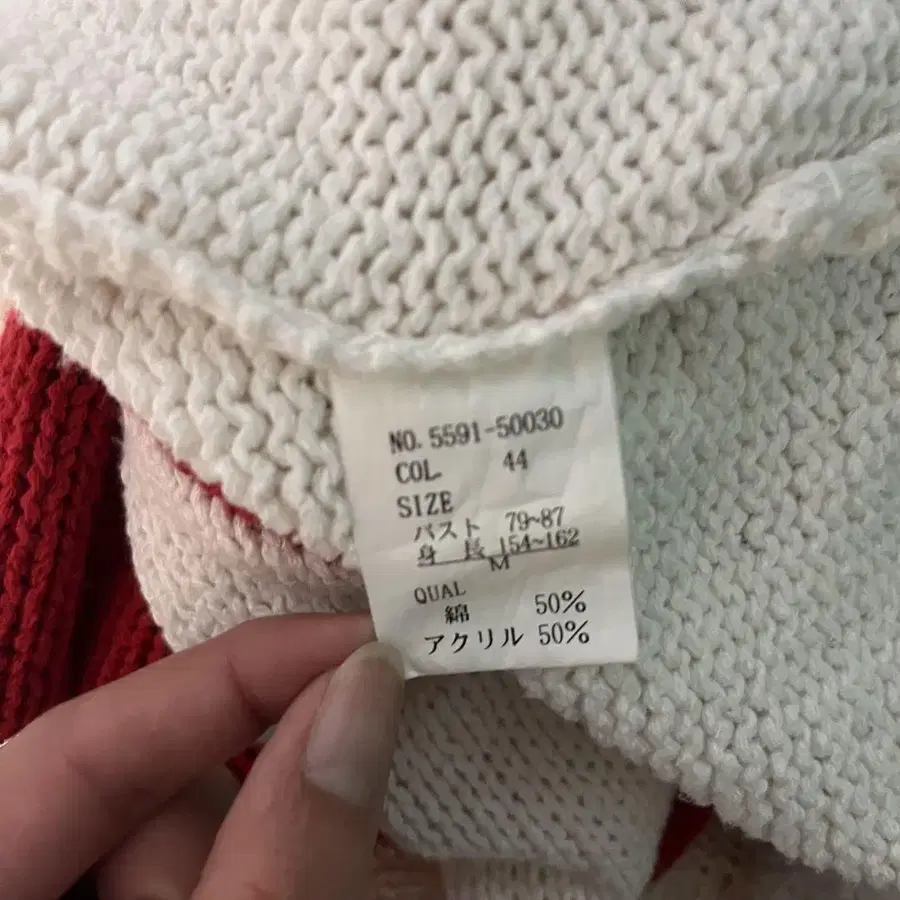 NO. 5591-50030
COL 44
SIZE
バスト 79~87
身 長 154~162
M
QUAL
綿 50%
アクリル 50%